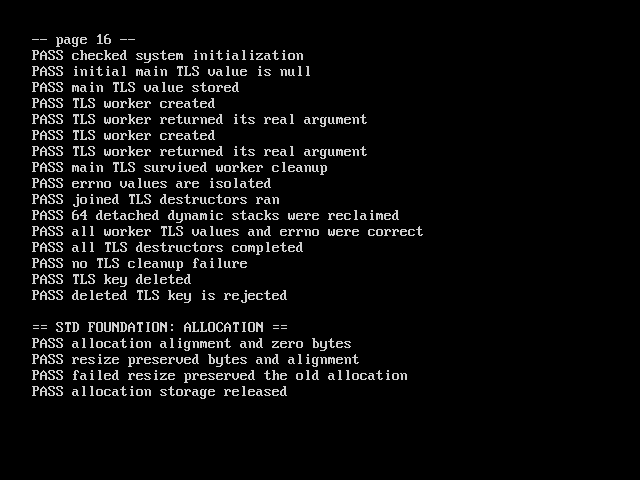 -- page 16 --
PASS checked system initialization
PASS initial main TLS value is null
PASS main TLS value stored
PASS TLS worker created
PASS TLS worker returned its real argument
PASS TLS worker created
PASS TLS worker returned its real argument
PASS main TLS survived worker cleanup
PASS errno values are isolated
PASS joined TLS destructors ran
PASS 64 detached dynamic stacks were reclaimed
PASS all worker TLS values and errno were correct
PASS all TLS destructors completed
PASS no TLS cleanup failure
PASS TLS key deleted
PASS deleted TLS key is rejected
== STD FOUNDATION: ALLOCATION ==
PASS allocation alignment and zero bytes
PASS resize preserved bytes and alignment
PASS failed resize preserved the old allocation
PASS allocation storage released